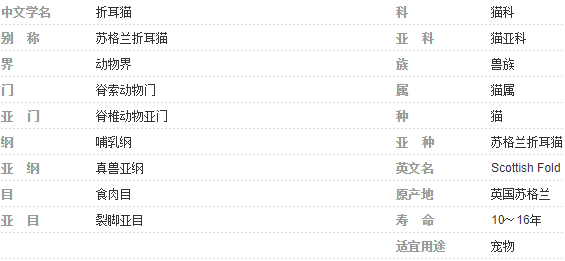 中文学名 折耳猫 科 猫科
别 称 苏格兰折耳猫 亚 科 猫亚科
界 动物界 族 兽族
门 脊索动物门 属 猫属
亚 门 脊椎动物亚门 种 猫
纲 哺乳纲 亚 种 苏格兰折耳猫
亚 纲 真兽亚纲 英文名 Scottish Fold
目 食肉目 原产地 英国苏格兰
亚 目 裂脚亚目 寿 命 10～16年
适宜用途 宠物